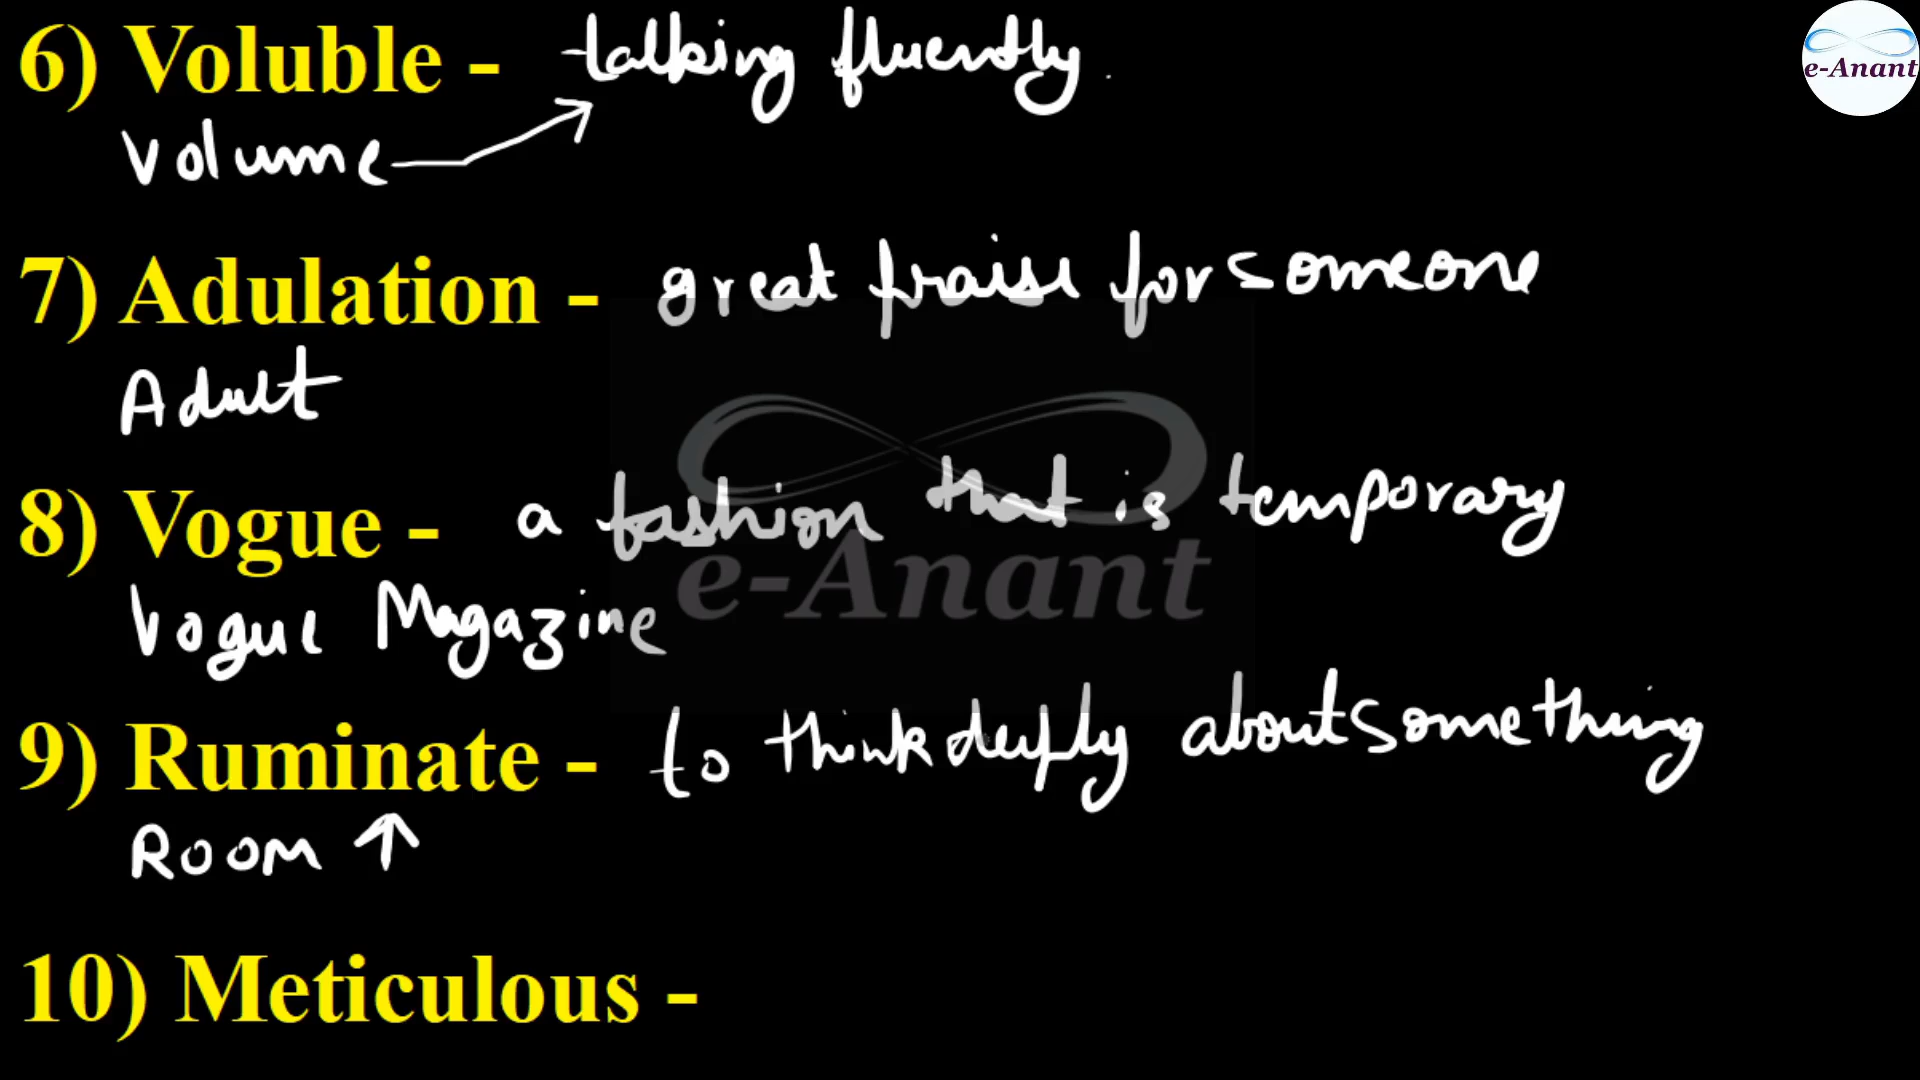 6) Voluble - talking fluently.
Volume
7) Adulation - great praise for someone
Adult
8) Vogue - a fashion that is temporary
Vogue Magazine
9) Ruminate - to think deeply about something
Room ↑
10) Meticulous -
e-Anant
e-Anant